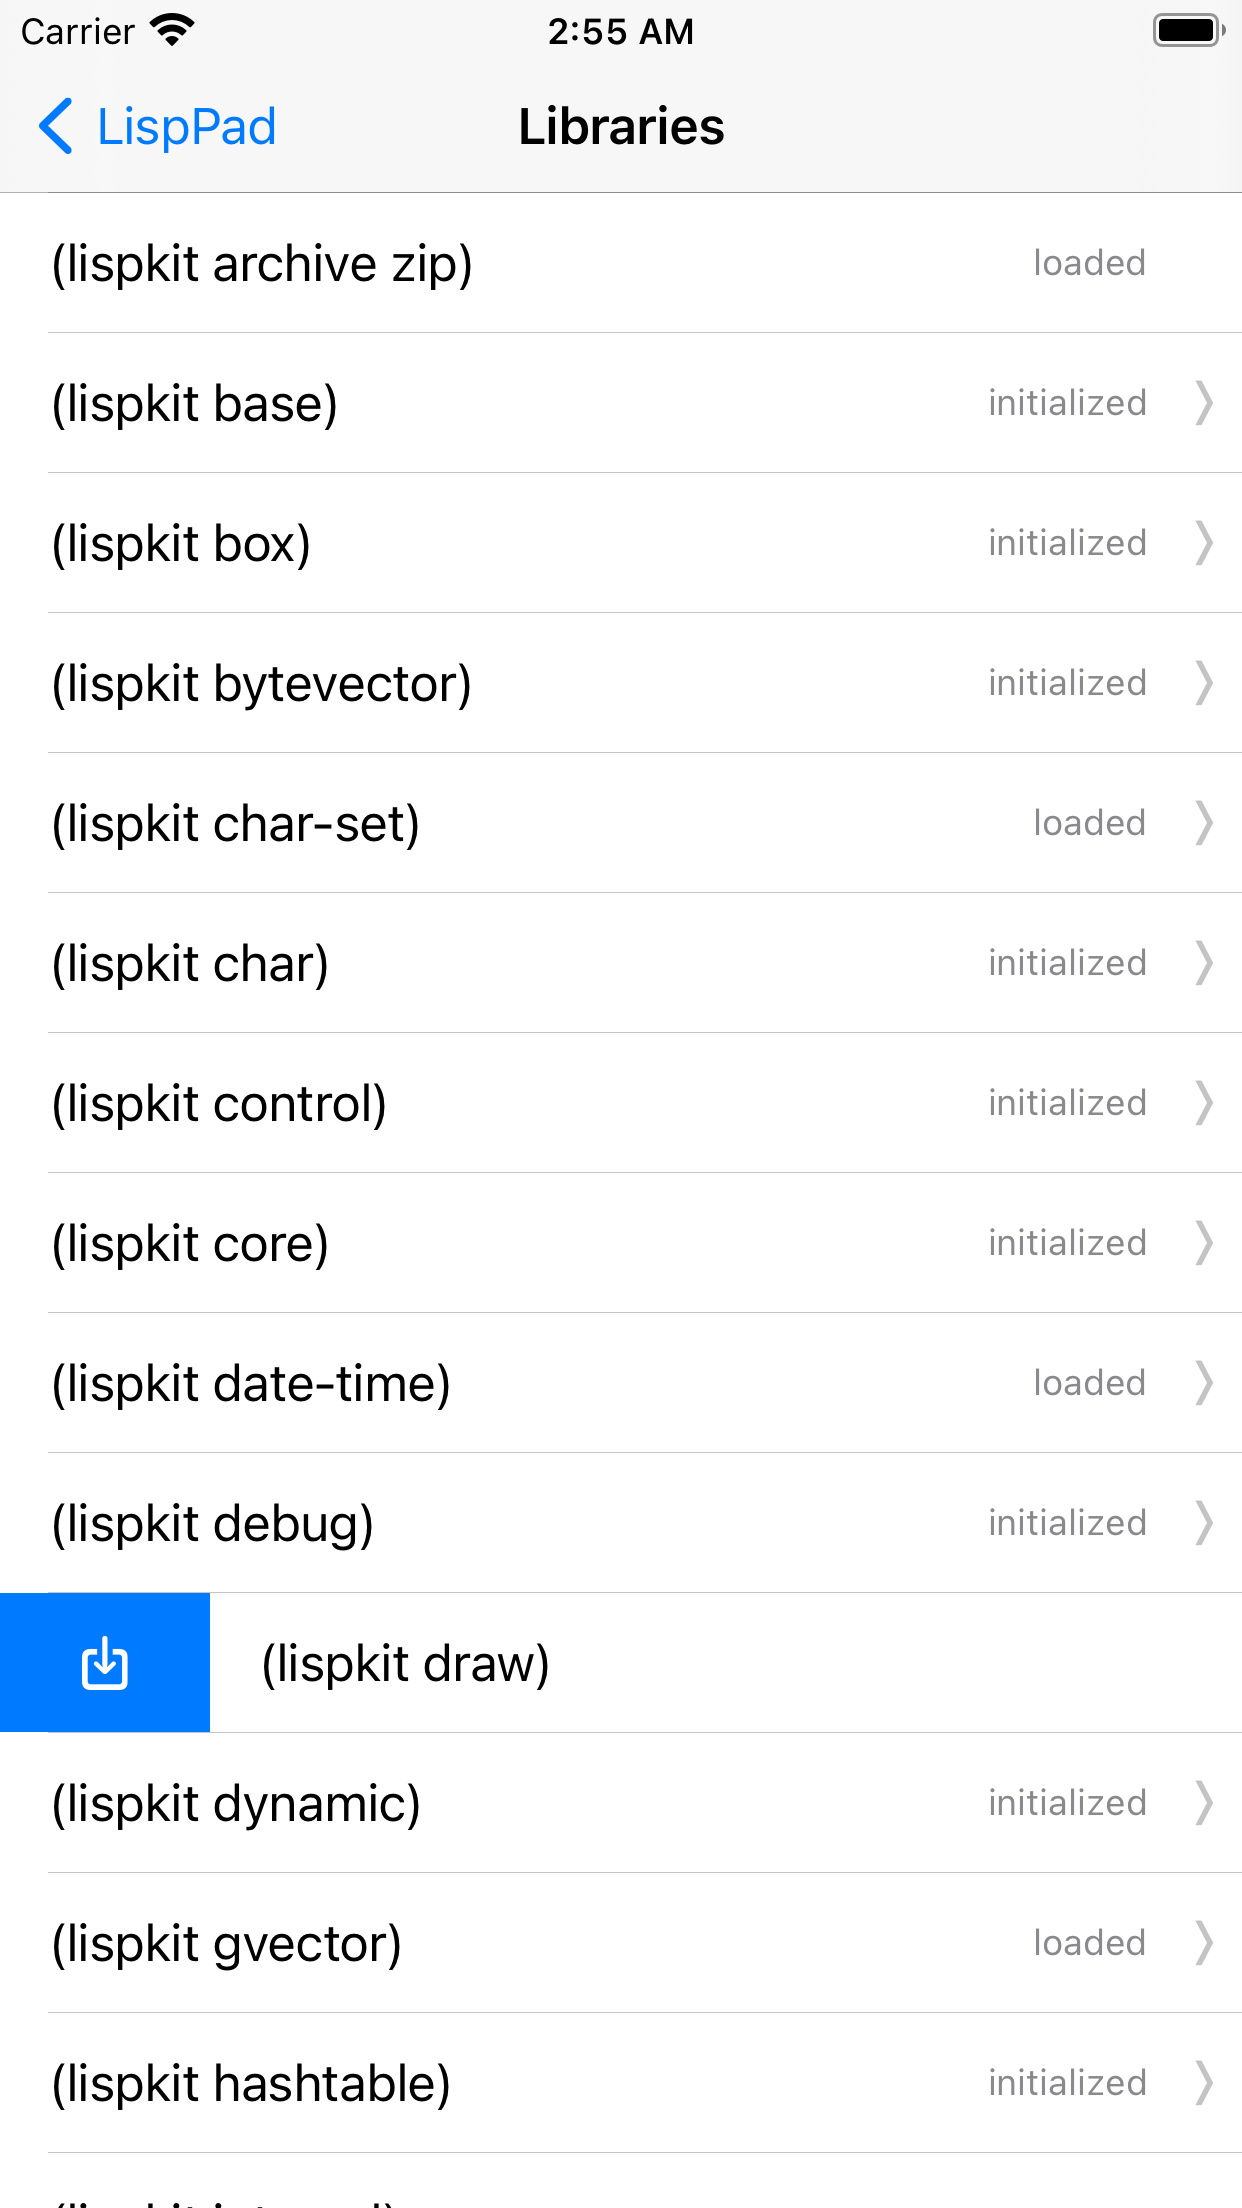 Carrier 2:55 AM
LispPad Libraries
(lispkit archive zip) loaded
(lispkit base) initialized
(lispkit box) initialized
(lispkit bytevector) initialized
(lispkit char-set) loaded
(lispkit char) initialized
(lispkit control) initialized
(lispkit core) initialized
(lispkit date-time) loaded
(lispkit debug) initialized
(lispkit draw)
(lispkit dynamic) initialized
(lispkit gvector) loaded
(lispkit hashtable) initialized